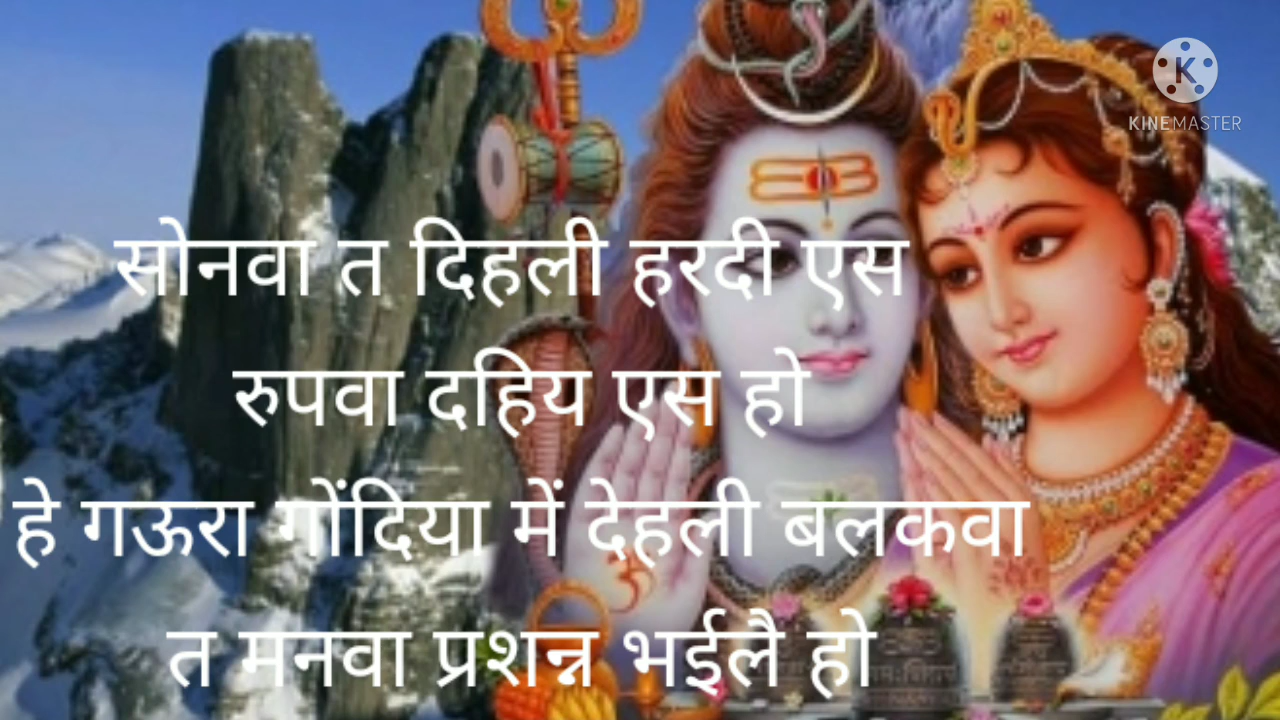 KINEMASTER
सोनवा त दिहली हरदी एस
रुपवा दहिय एस हो
हे गऊरा गोंदिया में देहली बलकवा
त मनवा प्रशन्न भईलै हो